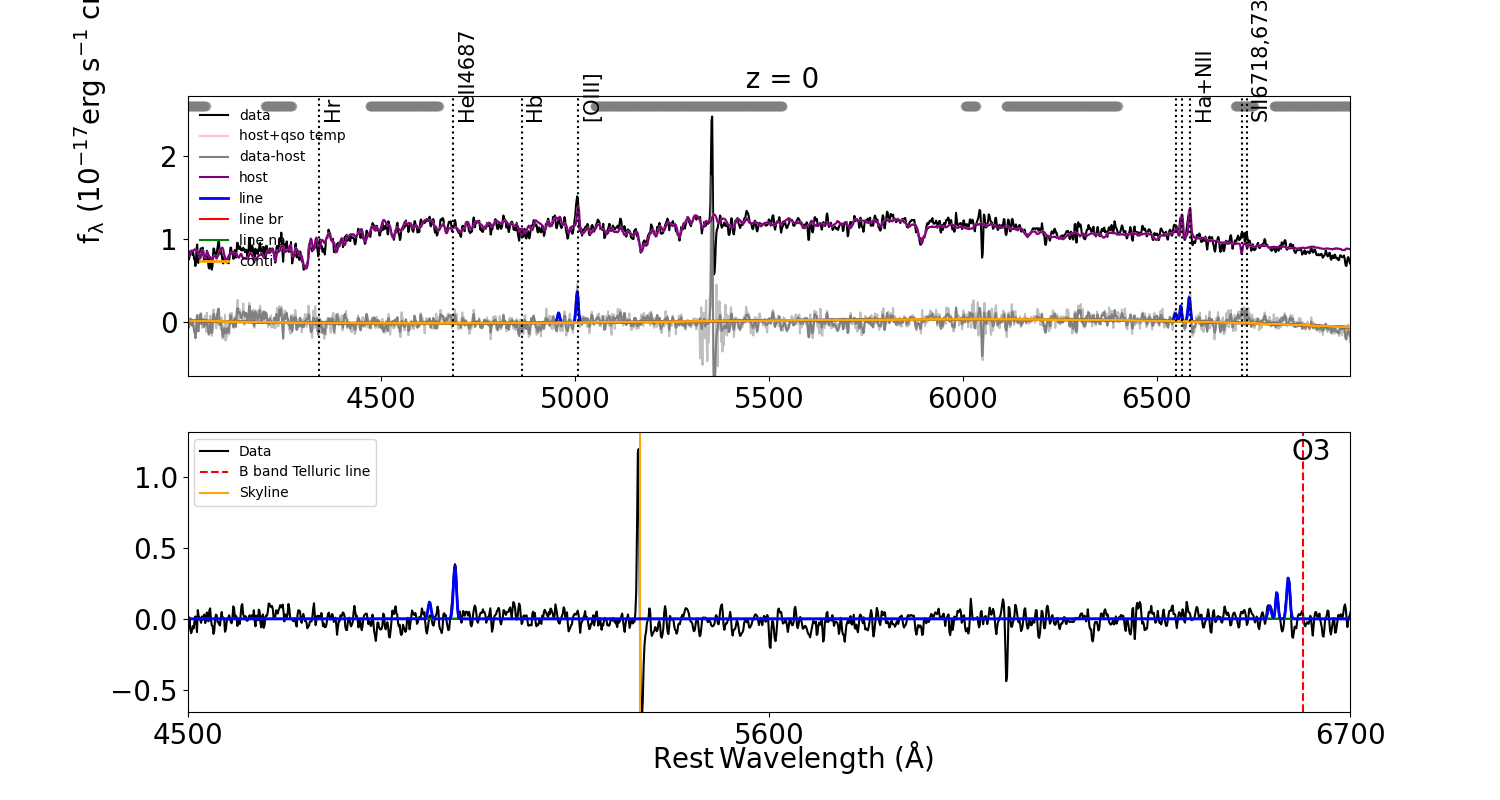 z = 0
f_λ (10^−17 erg s^−1
Hr
HeII4687
Hb
[OIII]
Ha+NII
SII6718,673
data
host+qso temp
data-host
host
line
line br
line
conti
2
1
0
4500
5000
5500
6000
6500
Data
B band Telluric line
Skyline
O3
1.0
0.5
0.0
−0.5
4500
5600
6700
Rest Wavelength (Å)